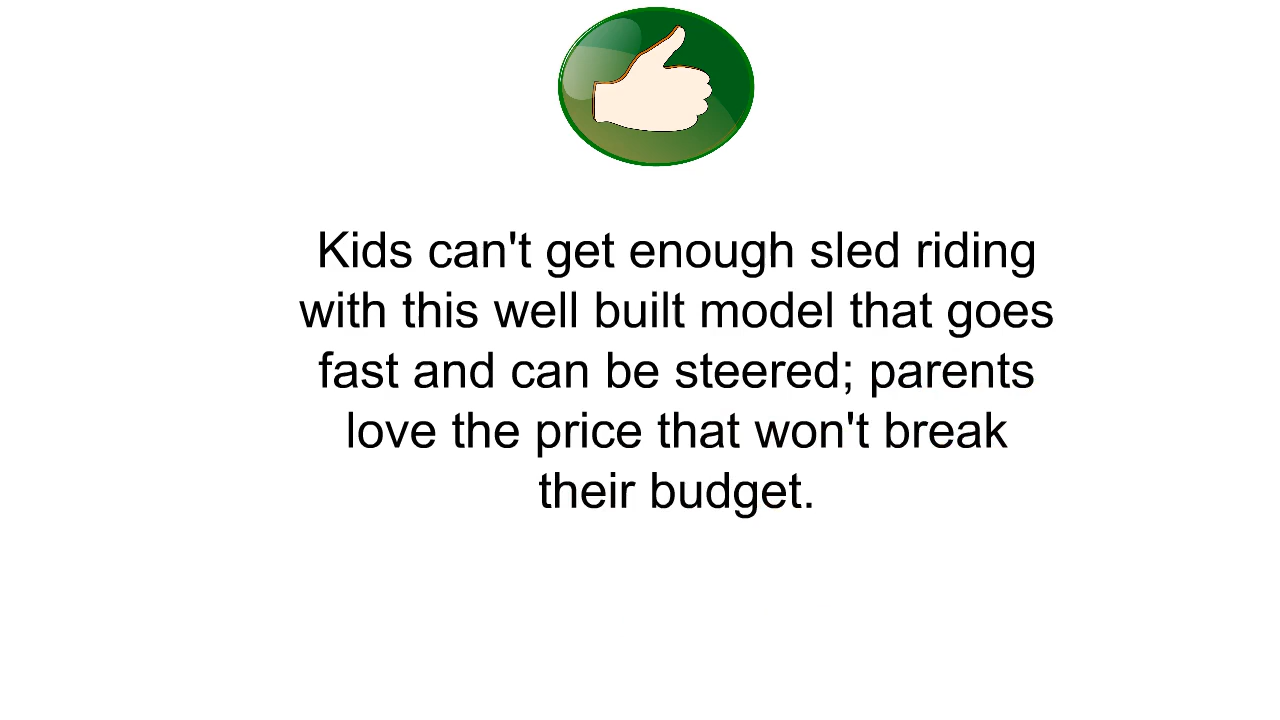 Kids can't get enough sled riding
with this well built model that goes
fast and can be steered; parents
love the price that won't break
their budget.